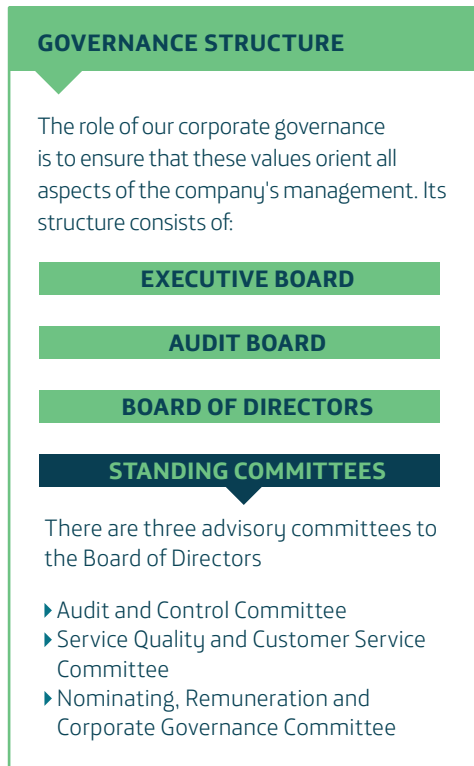 GOVERNANCE STRUCTURE
The role of our corporate governance
is to ensure that these values orient all
aspects of the company's management. Its
structure consists of:
EXECUTIVE BOARD
AUDIT BOARD
BOARD OF DIRECTORS
STANDING COMMITTEES
There are three advisory committees to
the Board of Directors
Audit and Control Committee
Service Quality and Customer Service
Committee
Nominating, Remuneration and
Corporate Governance Committee